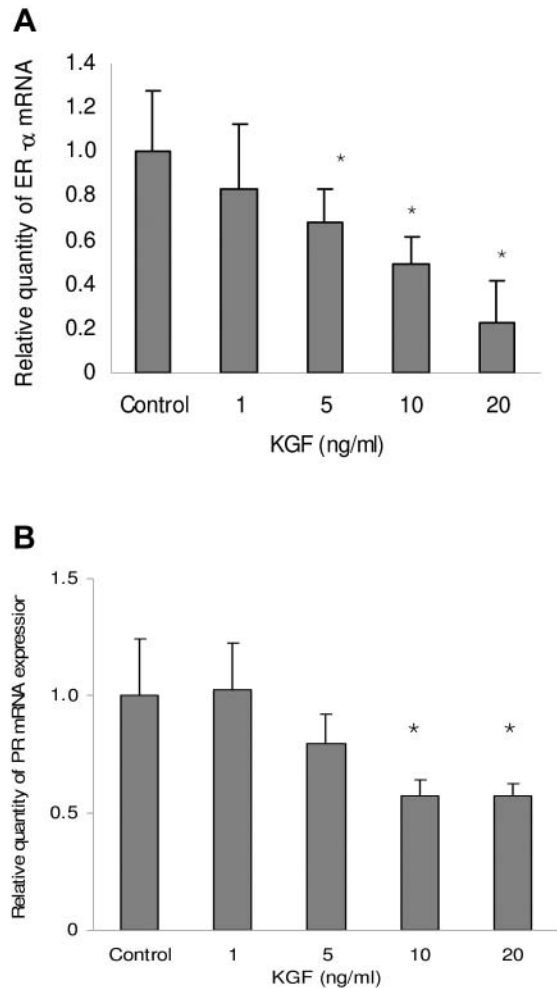 A
Relative quantity of ER -α mRNA
1.4
1.2
1.0
0.8
0.6
0.4
0.2
0
*
*
*
Control 1 5 10 20
KGF (ng/ml)
B
Relative quantity of PR mRNA expression
1.5
1.0
0.5
0
* *
Control 1 5 10 20
KGF (ng/ml)